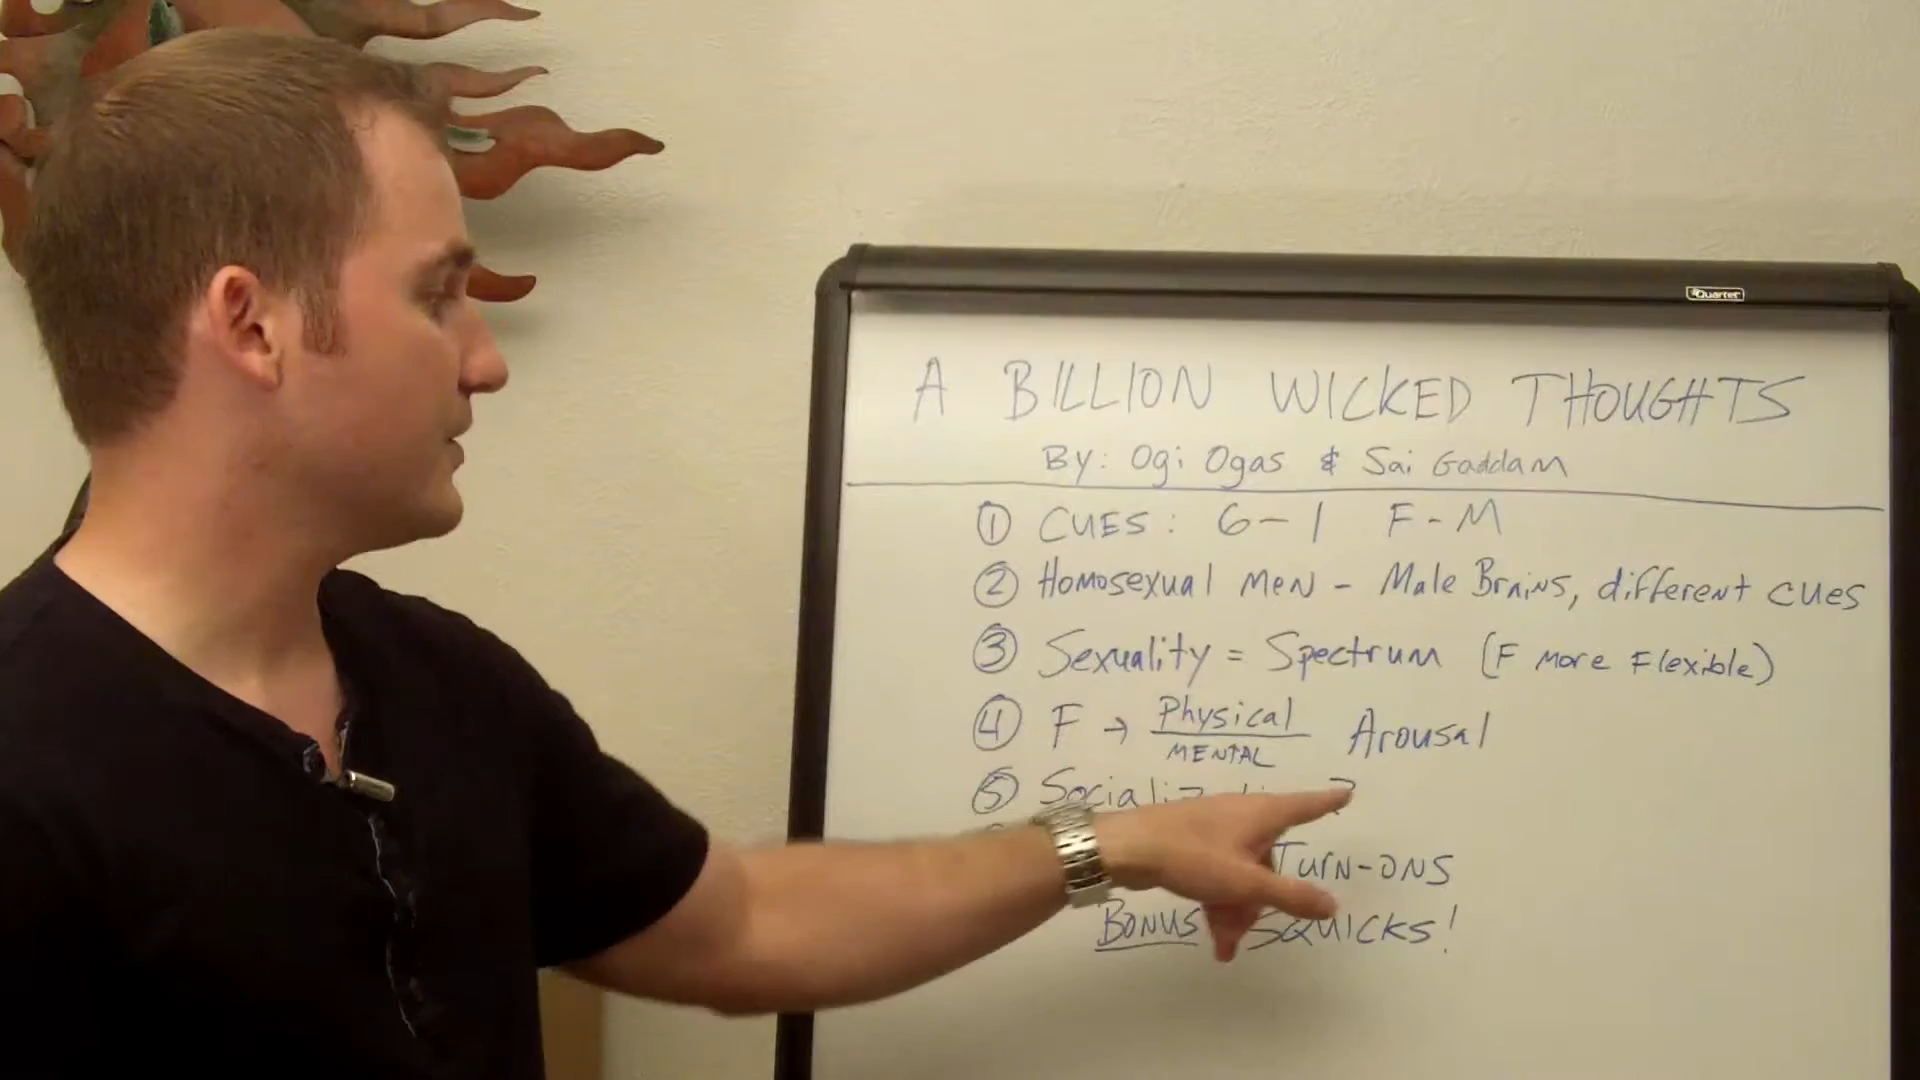 Quartet
A BILLION WICKED THOUGHTS
By: Ogi Ogas & Sai Gaddam
① CUES: 6-1 F-M
② Homosexual MEN - Male Brains, different cues
③ Sexuality = Spectrum (F More Flexible)
④ F → Physical / MENTAL Arousal
⑤
Turn-ons
BONUS SQUICKS!